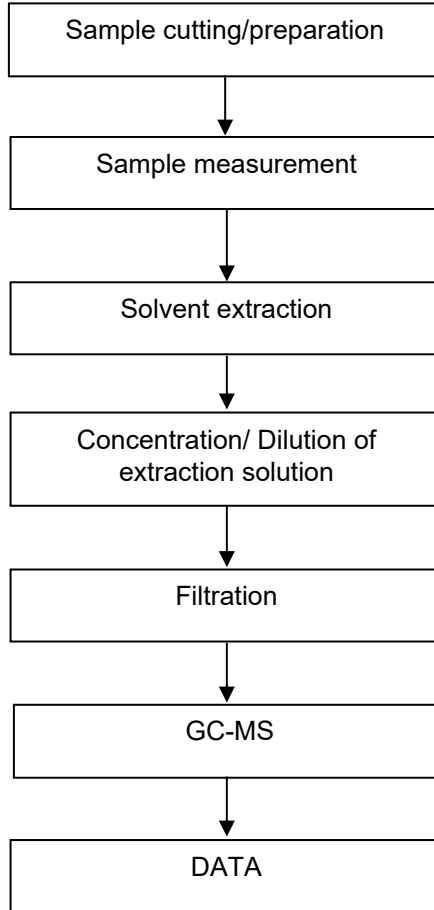 Sample cutting/preparation
Sample measurement
Solvent extraction
Concentration/ Dilution of
extraction solution
Filtration
GC-MS
DATA